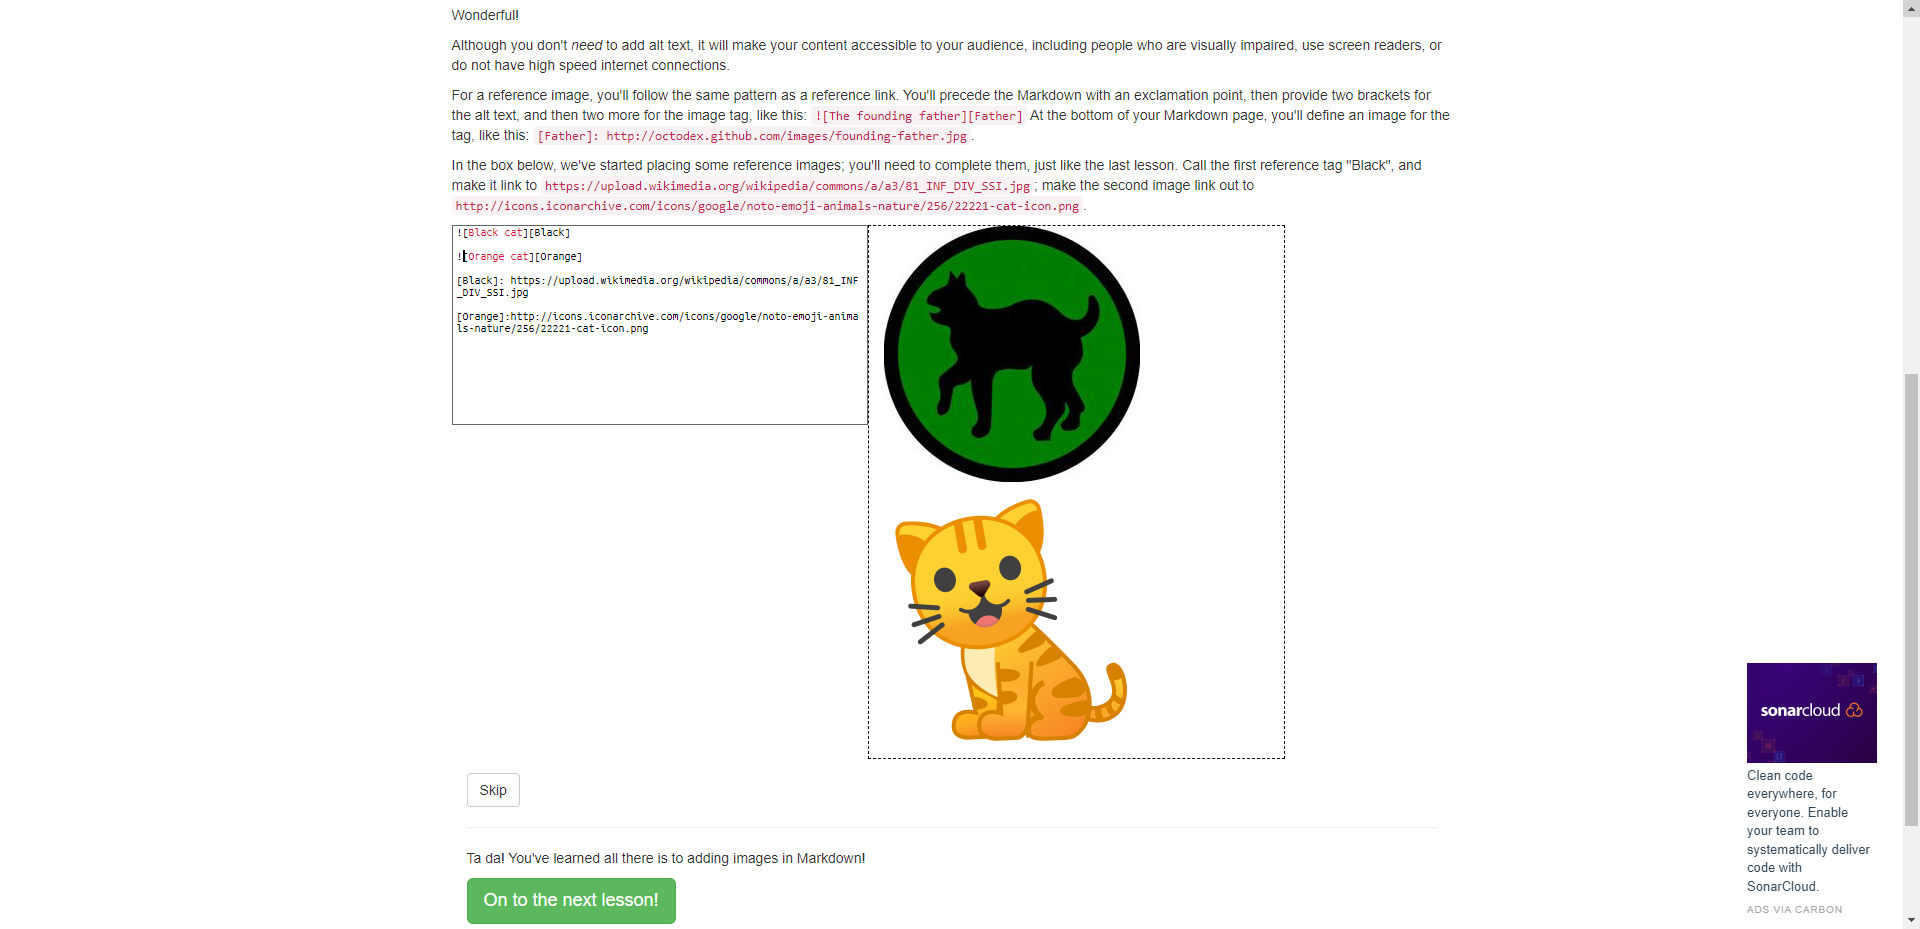 Wonderful!
Although you don't need to add alt text, it will make your content accessible to your audience, including people who are visually impaired, use screen readers, or
do not have high speed internet connections.
For a reference image, you'll follow the same pattern as a reference link. You'll precede the Markdown with an exclamation point, then provide two brackets for
the alt text, and then two more for the image tag, like this: ![The founding father][Father] At the bottom of your Markdown page, you'll define an image for the
tag, like this: [Father]: http://octodex.github.com/images/founding-father.jpg.
In the box below, we've started placing some reference images; you'll need to complete them, just like the last lesson. Call the first reference tag "Black", and
make it link to https://upload.wikimedia.org/wikipedia/commons/a/a3/81_INF_DIV_SSI.jpg; make the second image link out to
http://icons.iconarchive.com/icons/google/noto-emoji-animals-nature/256/22221-cat-icon.png.
![Black cat][Black]
![Orange cat][Orange]
[Black]: https://upload.wikimedia.org/wikipedia/commons/a/a3/81_INF
_DIV_SSI.jpg
[Orange]:http://icons.iconarchive.com/icons/google/noto-emoji-anima
ls-nature/256/22221-cat-icon.png
Skip
Ta da! You've learned all there is to adding images in Markdown!
On to the next lesson!
sonarcloud
Clean code
everywhere, for
everyone. Enable
your team to
systematically deliver
code with
SonarCloud.
ADS VIA CARBON